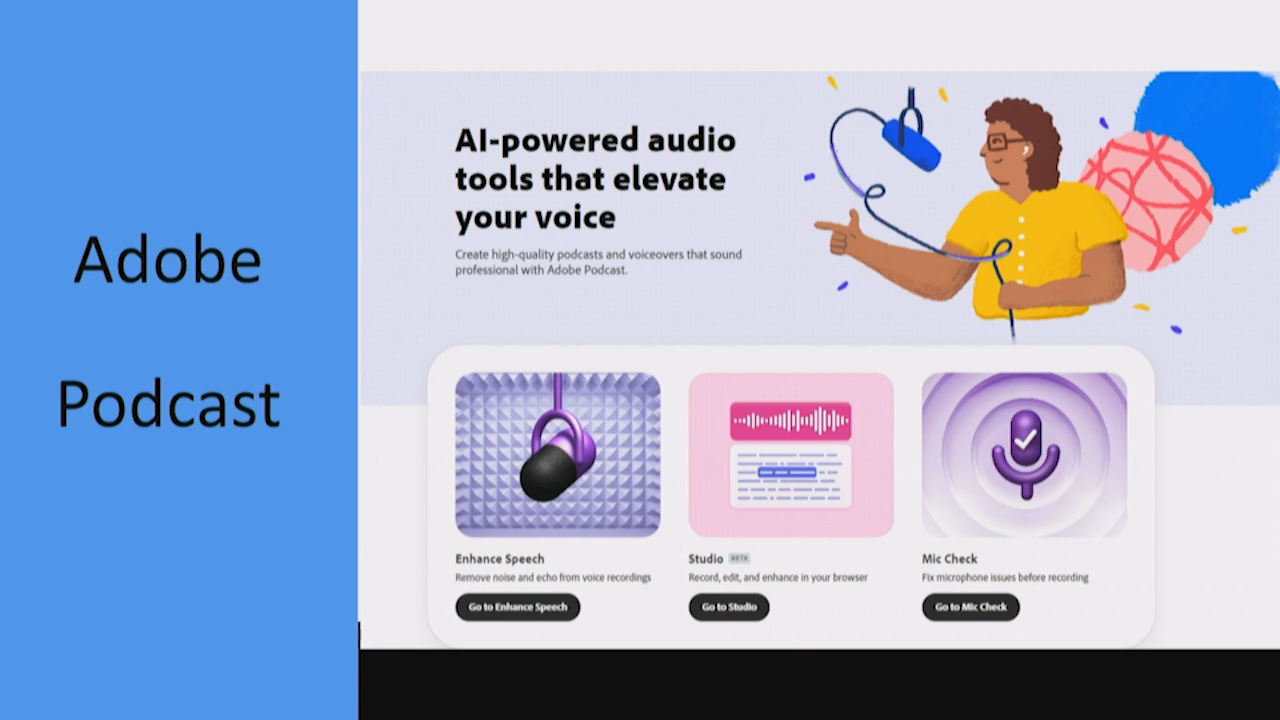 Adobe
Podcast
AI-powered audio
tools that elevate
your voice
Create high-quality podcasts and voiceovers that sound
professional with Adobe Podcast.
Enhance Speech
Remove noise and echo from voice recordings
Go to Enhance Speech
Studio BETA
Record, edit, and enhance in your browser
Go to Studio
Mic Check
Fix microphone issues before recording
Go to Mic Check